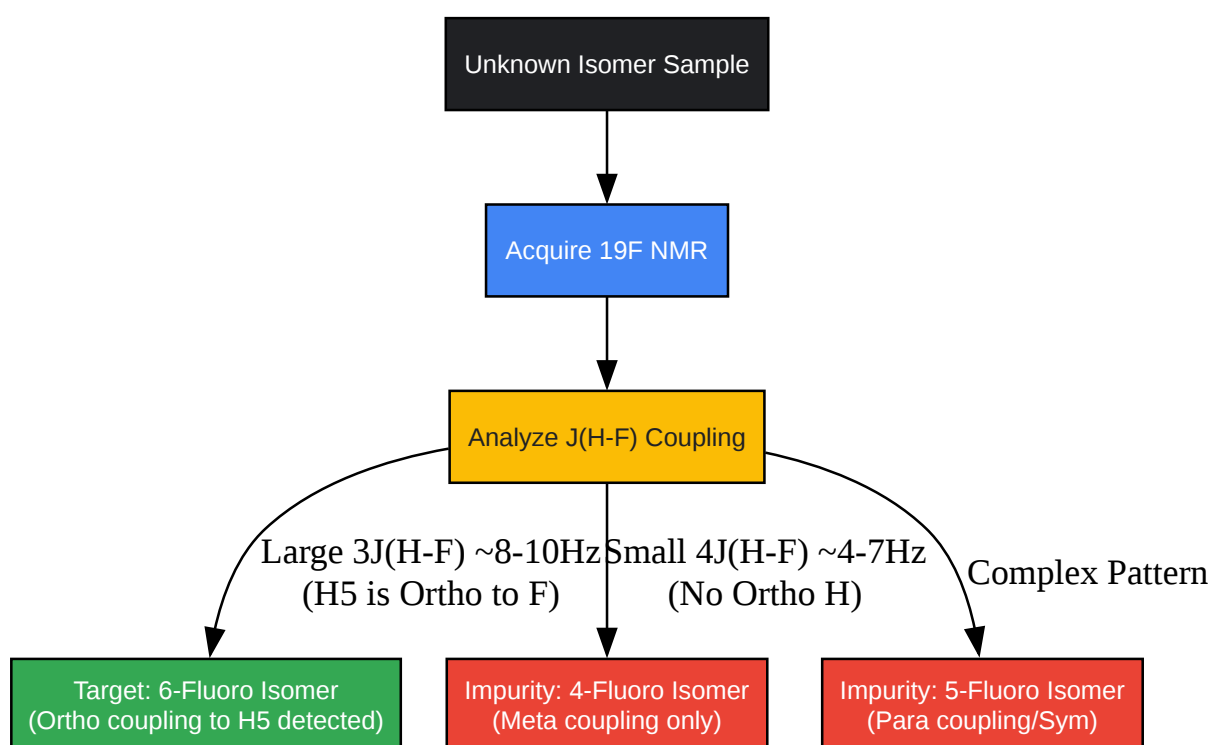 Unknown Isomer Sample
Acquire 19F NMR
Analyze J(H-F) Coupling
Large 3J(H-F) ~8-10Hz
(H5 is Ortho to F)
Small 4J(H-F) ~4-7Hz
(No Ortho H)
Complex Pattern
Target: 6-Fluoro Isomer
(Ortho coupling to H5 detected)
Impurity: 4-Fluoro Isomer
(Meta coupling only)
Impurity: 5-Fluoro Isomer
(Para coupling/Sym)